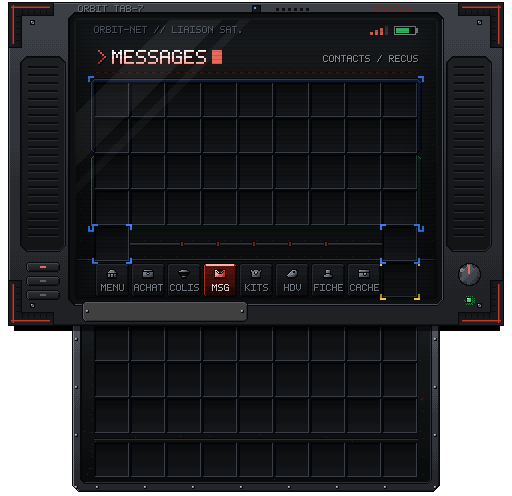 ORBIT TAB-7
ORBIT-NET // LIAISON SAT.
> MESSAGES
CONTACTS / RECUS
MENU ACHAT COLIS MSG KITS HDV FICHE CACHE